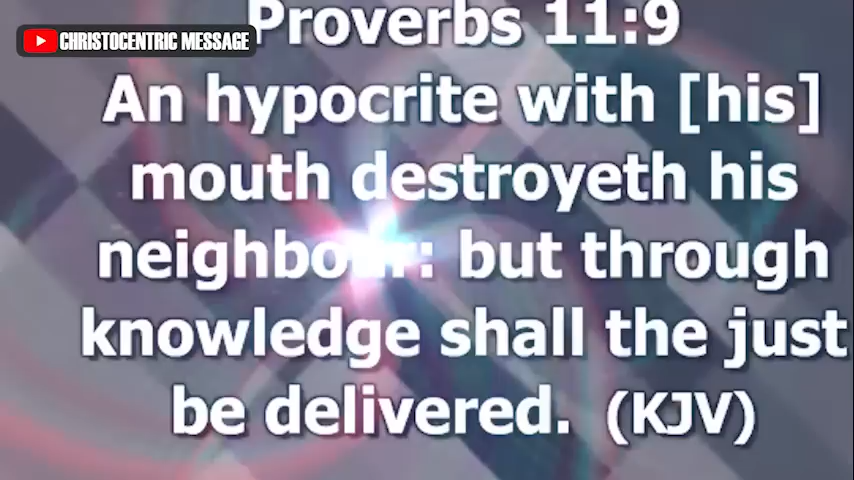 CHRISTOCENTRIC MESSAGE
Proverbs 11:9
An hypocrite with [his]
mouth destroyeth his
neighbour: but through
knowledge shall the just
be delivered. (KJV)